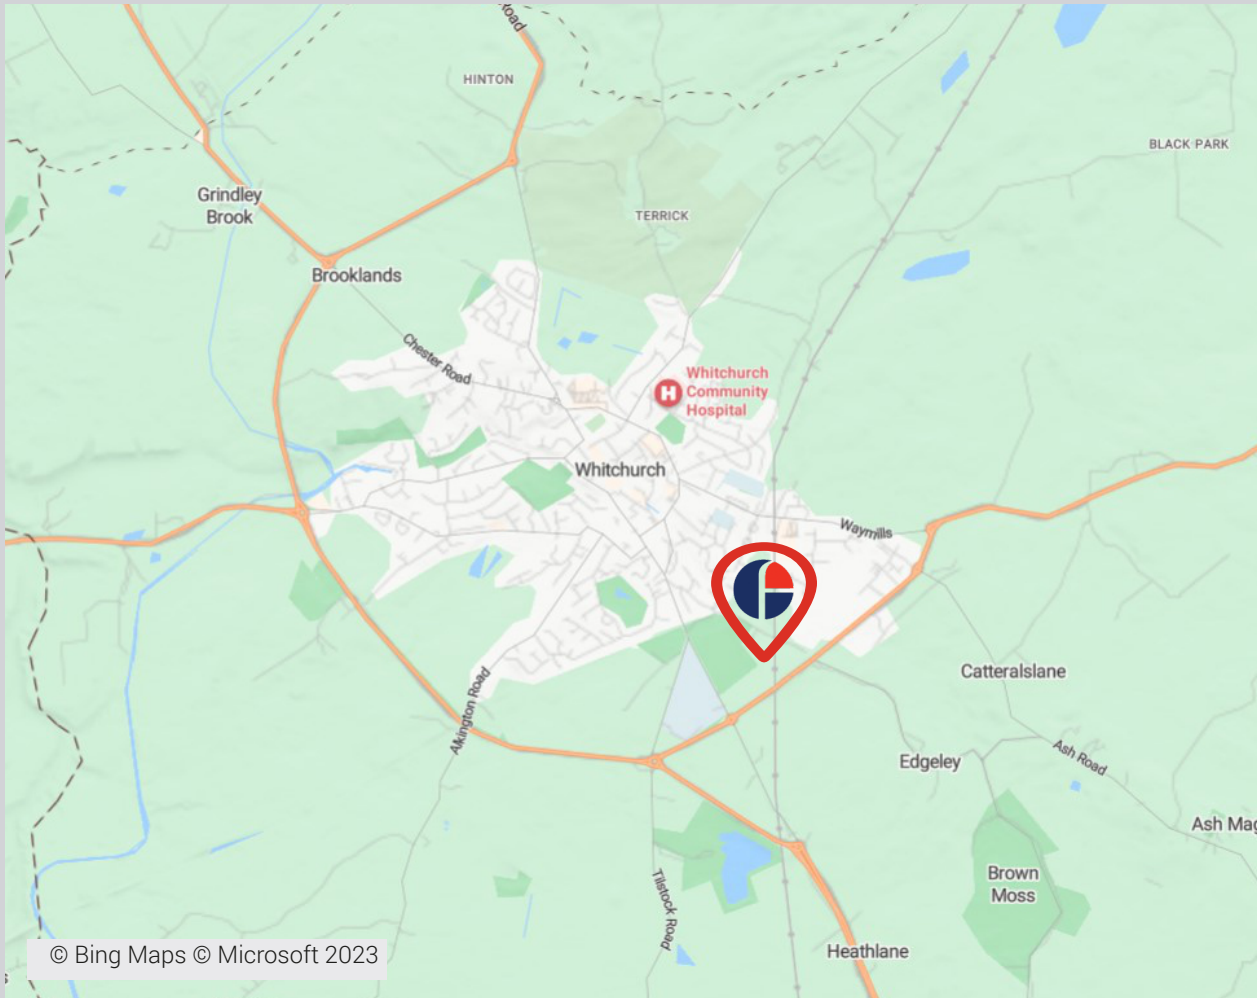 Road
HINTON
BLACK PARK
Grindley
Brook
TERRICK
Brooklands
Chester Road
Whitchurch
Community
Hospital
H
Whitchurch
Waymills
Catteralslane
Alkington Road
Edgeley
Ash Road
Ash Mag
Brown
Moss
Tilstock Road
Heathlane
© Bing Maps © Microsoft 2023
s